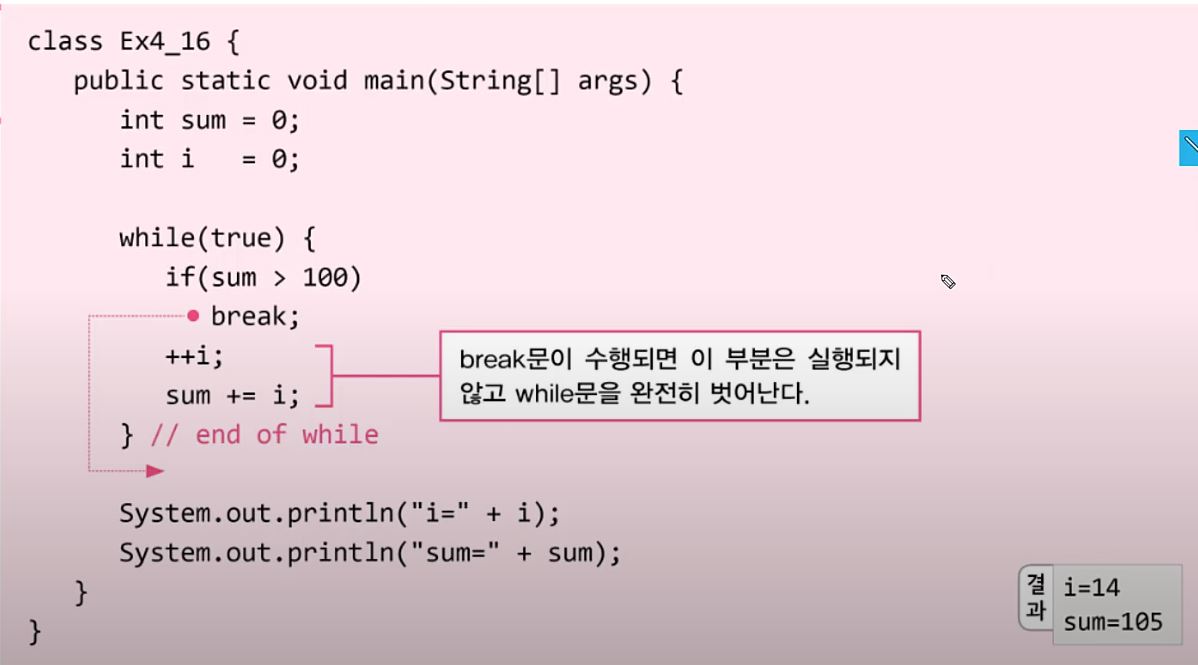 class Ex4_16 {
public static void main(String[] args) {
int sum = 0;
int i   = 0;
while(true) {
if(sum > 100)
break;
++i;
sum += i;
} // end of while
break문이 수행되면 이 부분은 실행되지
않고 while문을 완전히 벗어난다.
System.out.println("i=" + i);
System.out.println("sum=" + sum);
}
}
결과
i=14
sum=105